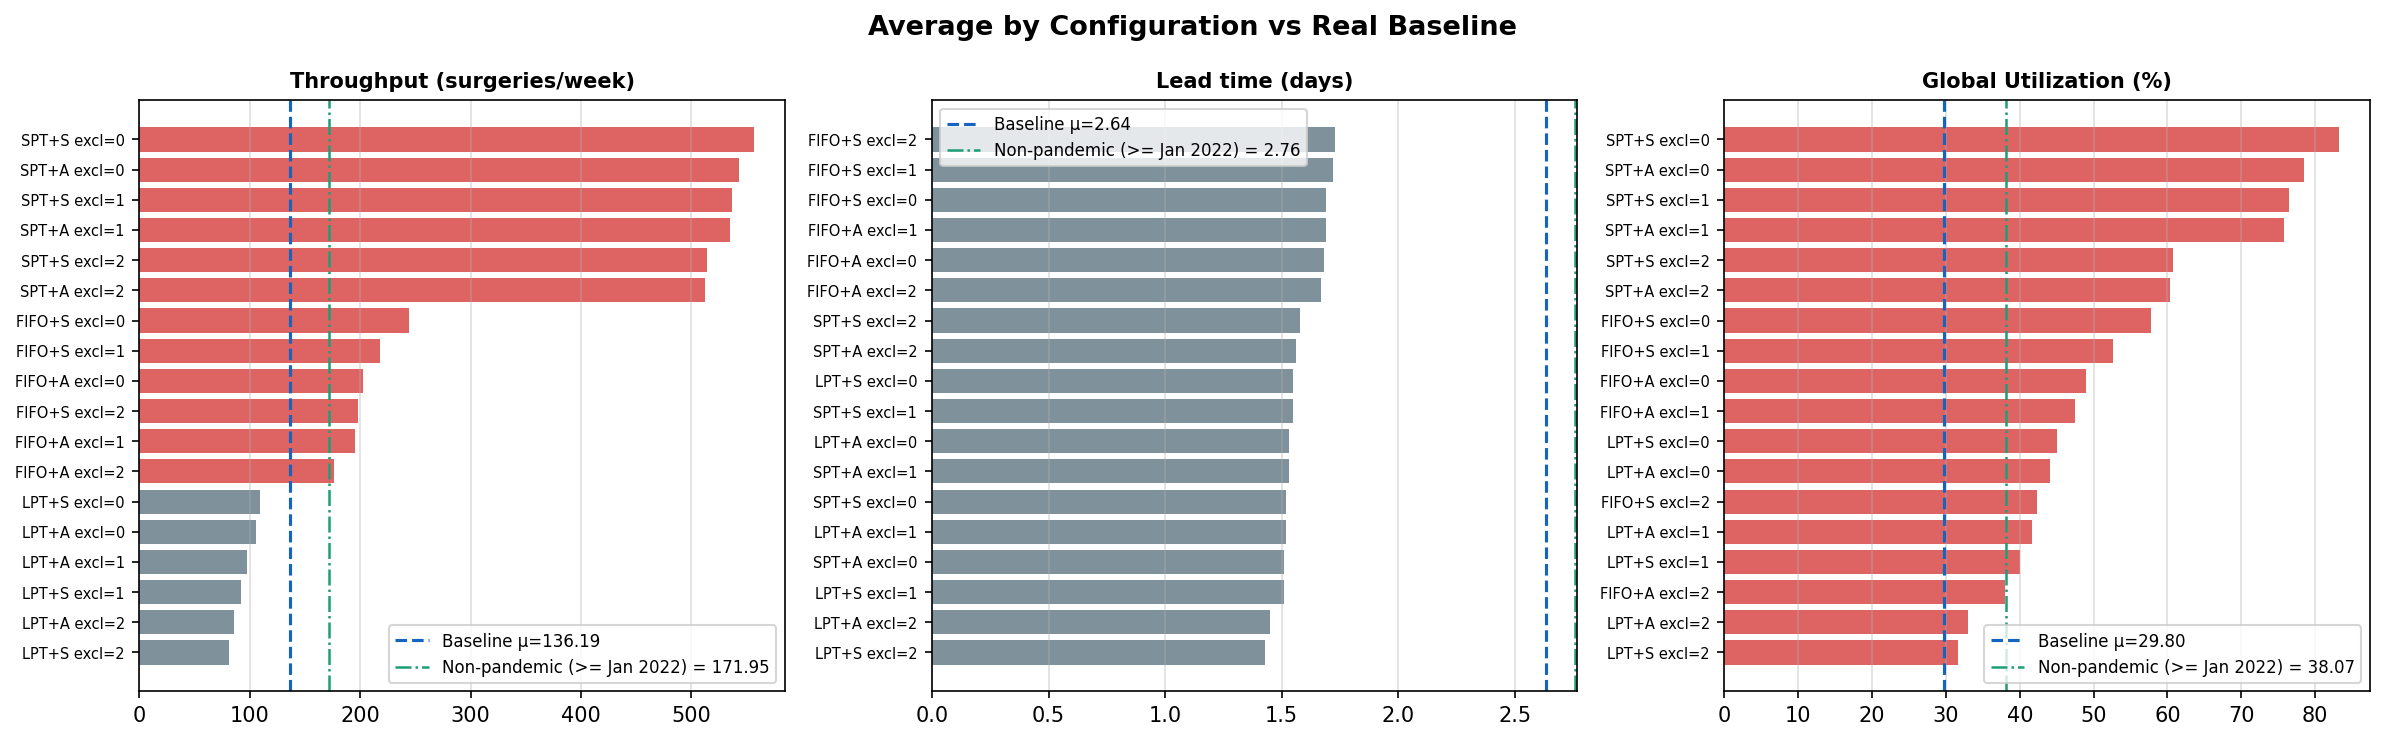 Average by Configuration vs Real Baseline
Throughput (surgeries/week)
SPT+S excl=0
SPT+A excl=0
SPT+S excl=1
SPT+A excl=1
SPT+S excl=2
SPT+A excl=2
FIFO+S excl=0
FIFO+S excl=1
FIFO+A excl=0
FIFO+S excl=2
FIFO+A excl=1
FIFO+A excl=2
LPT+S excl=0
LPT+A excl=0
LPT+A excl=1
LPT+S excl=1
LPT+A excl=2
LPT+S excl=2
Baseline μ=136.19
Non-pandemic (>= Jan 2022) = 171.95
0 100 200 300 400 500
Lead time (days)
Baseline μ=2.64
Non-pandemic (>= Jan 2022) = 2.76
FIFO+S excl=2
FIFO+S excl=1
FIFO+S excl=0
FIFO+A excl=1
FIFO+A excl=0
FIFO+A excl=2
SPT+S excl=2
SPT+A excl=2
LPT+S excl=0
SPT+S excl=1
LPT+A excl=0
SPT+A excl=1
SPT+S excl=0
LPT+A excl=1
SPT+A excl=0
LPT+S excl=1
LPT+A excl=2
LPT+S excl=2
0.0 0.5 1.0 1.5 2.0 2.5
Global Utilization (%)
SPT+S excl=0
SPT+A excl=0
SPT+S excl=1
SPT+A excl=1
SPT+S excl=2
SPT+A excl=2
FIFO+S excl=0
FIFO+S excl=1
FIFO+A excl=0
FIFO+A excl=1
LPT+S excl=0
LPT+A excl=0
FIFO+S excl=2
LPT+A excl=1
LPT+S excl=1
FIFO+A excl=2
LPT+A excl=2
LPT+S excl=2
Baseline μ=29.80
Non-pandemic (>= Jan 2022) = 38.07
0 10 20 30 40 50 60 70 80